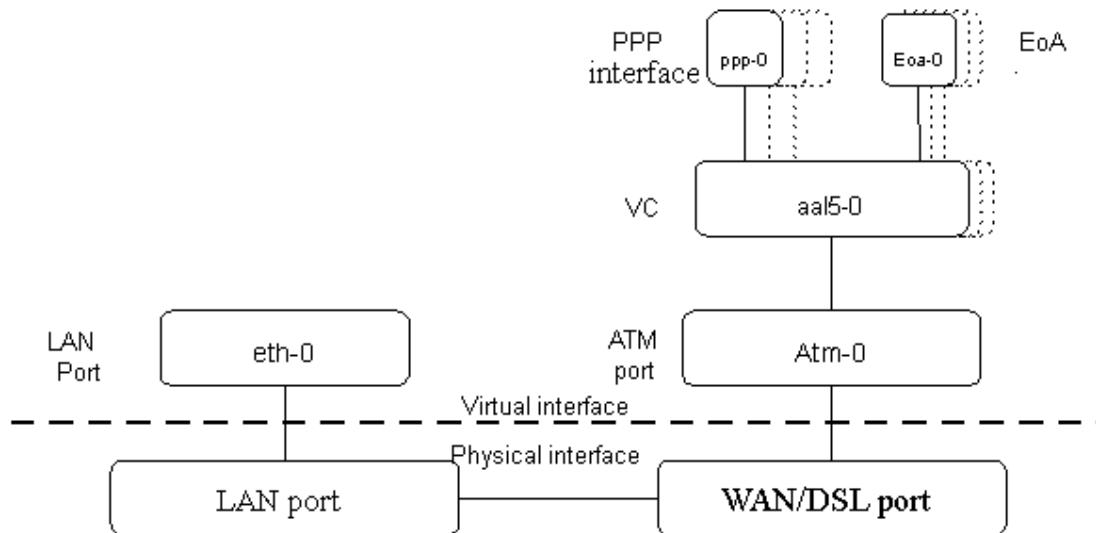 PPP
interface
ppp-0
Eoa-0
EoA
.
VC
aal5-0
LAN
Port
eth-0
ATM
port
Atm-0
Virtual interface
Physical interface
LAN port
WAN/DSL port